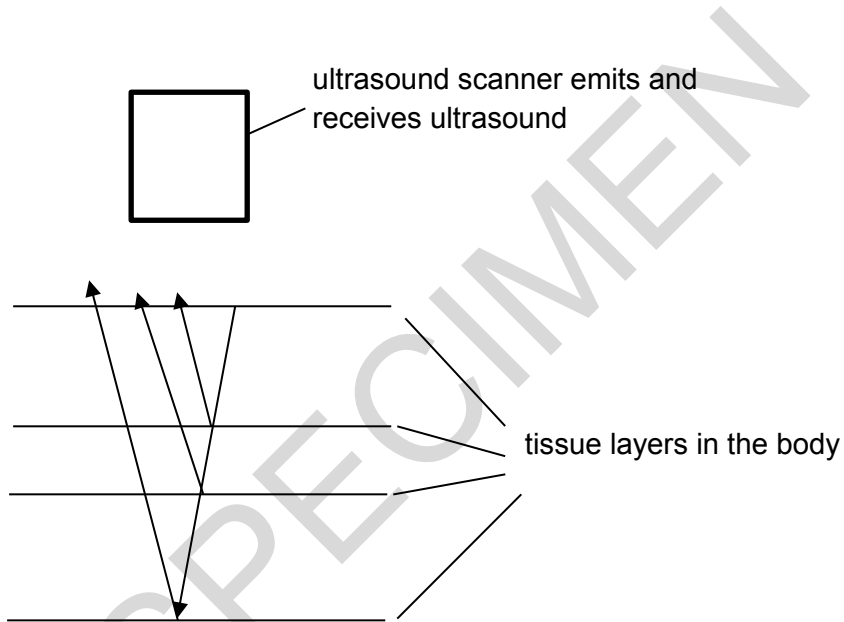 ultrasound scanner emits and
receives ultrasound
tissue layers in the body
SPECIMEN